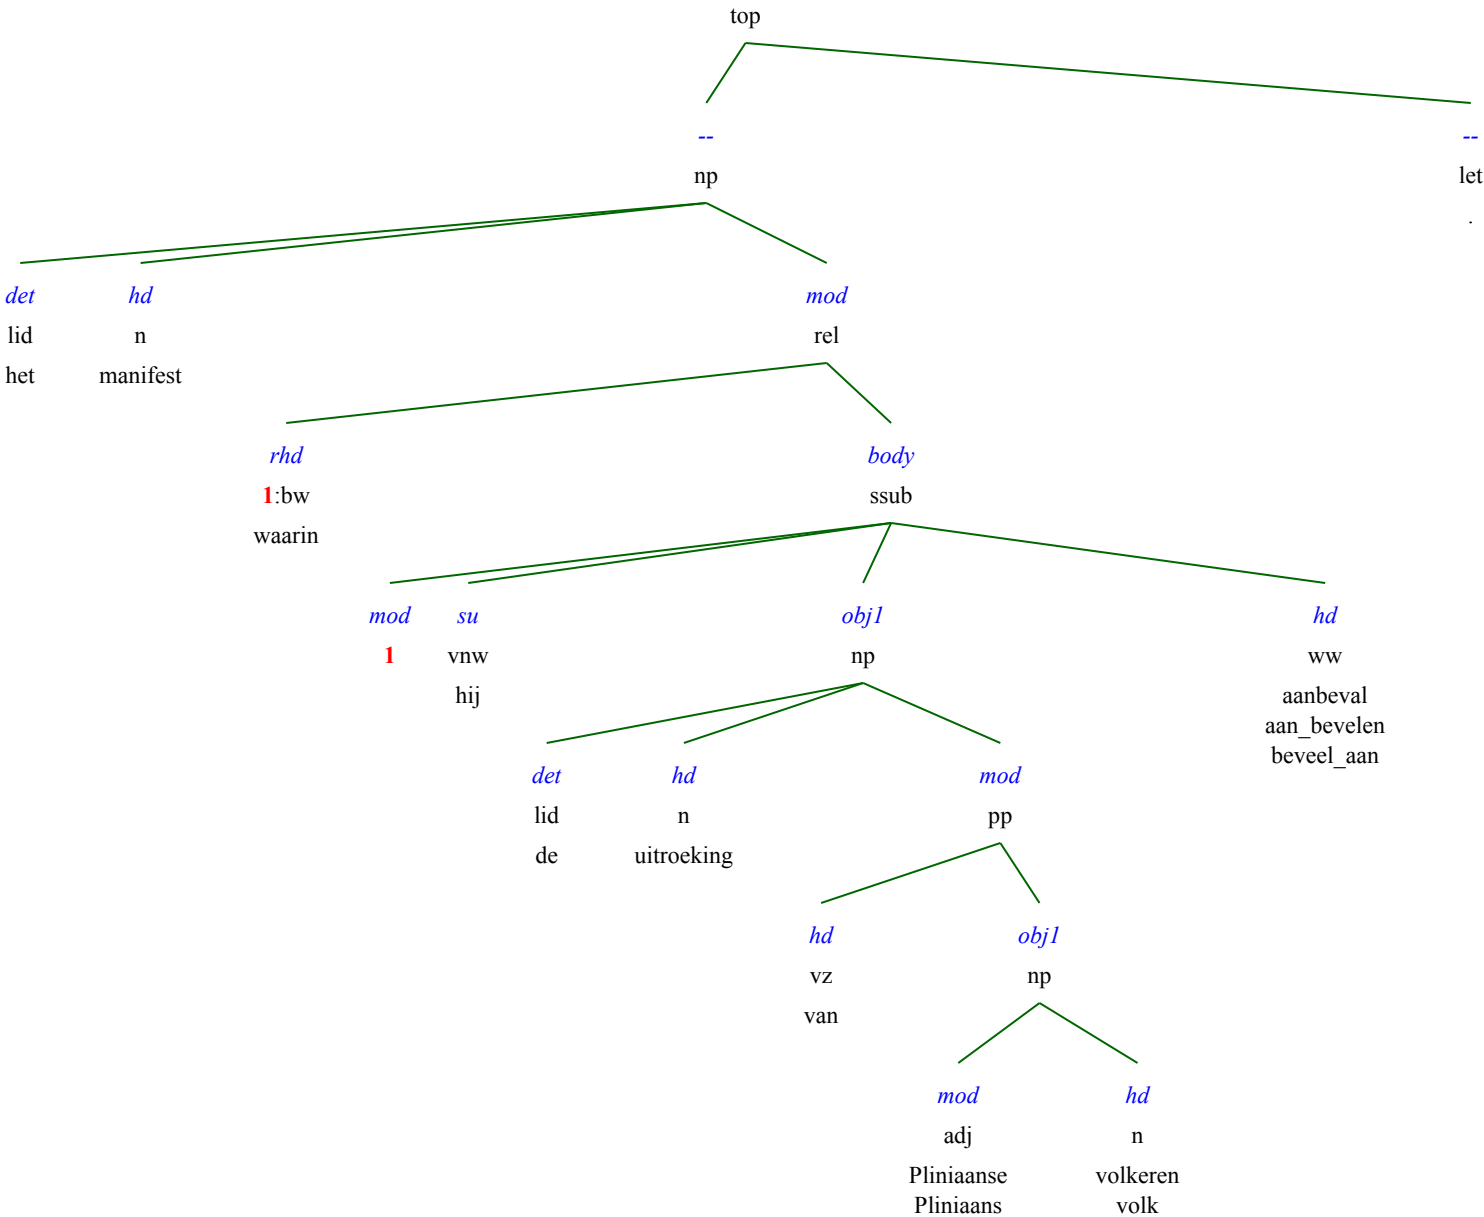 top
-- --
np let
.
det hd mod
lid n rel
het manifest
rhd body
1:bw ssub
waarin
mod su obj1 hd
1 vnw np ww
hij aanbeval
aan_bevelen
beveel_aan
det hd mod
lid n pp
de uitroeking
hd obj1
vz np
van
mod hd
adj n
Pliniaanse volkeren
Pliniaans volk